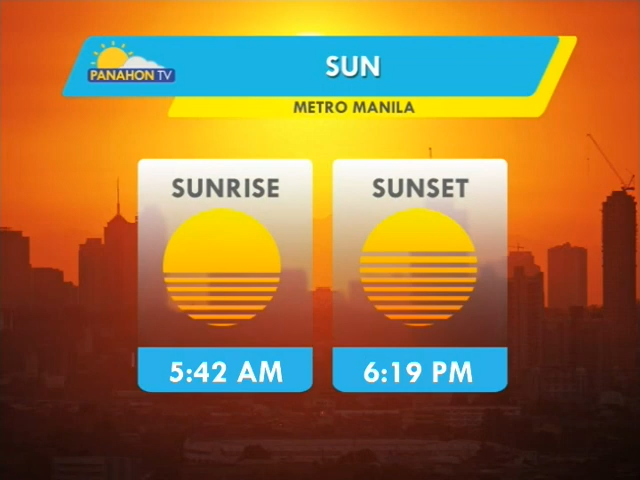 PANAHON TV
SUN
METRO MANILA
SUNRISE
SUNSET
5:42 AM
6:19 PM